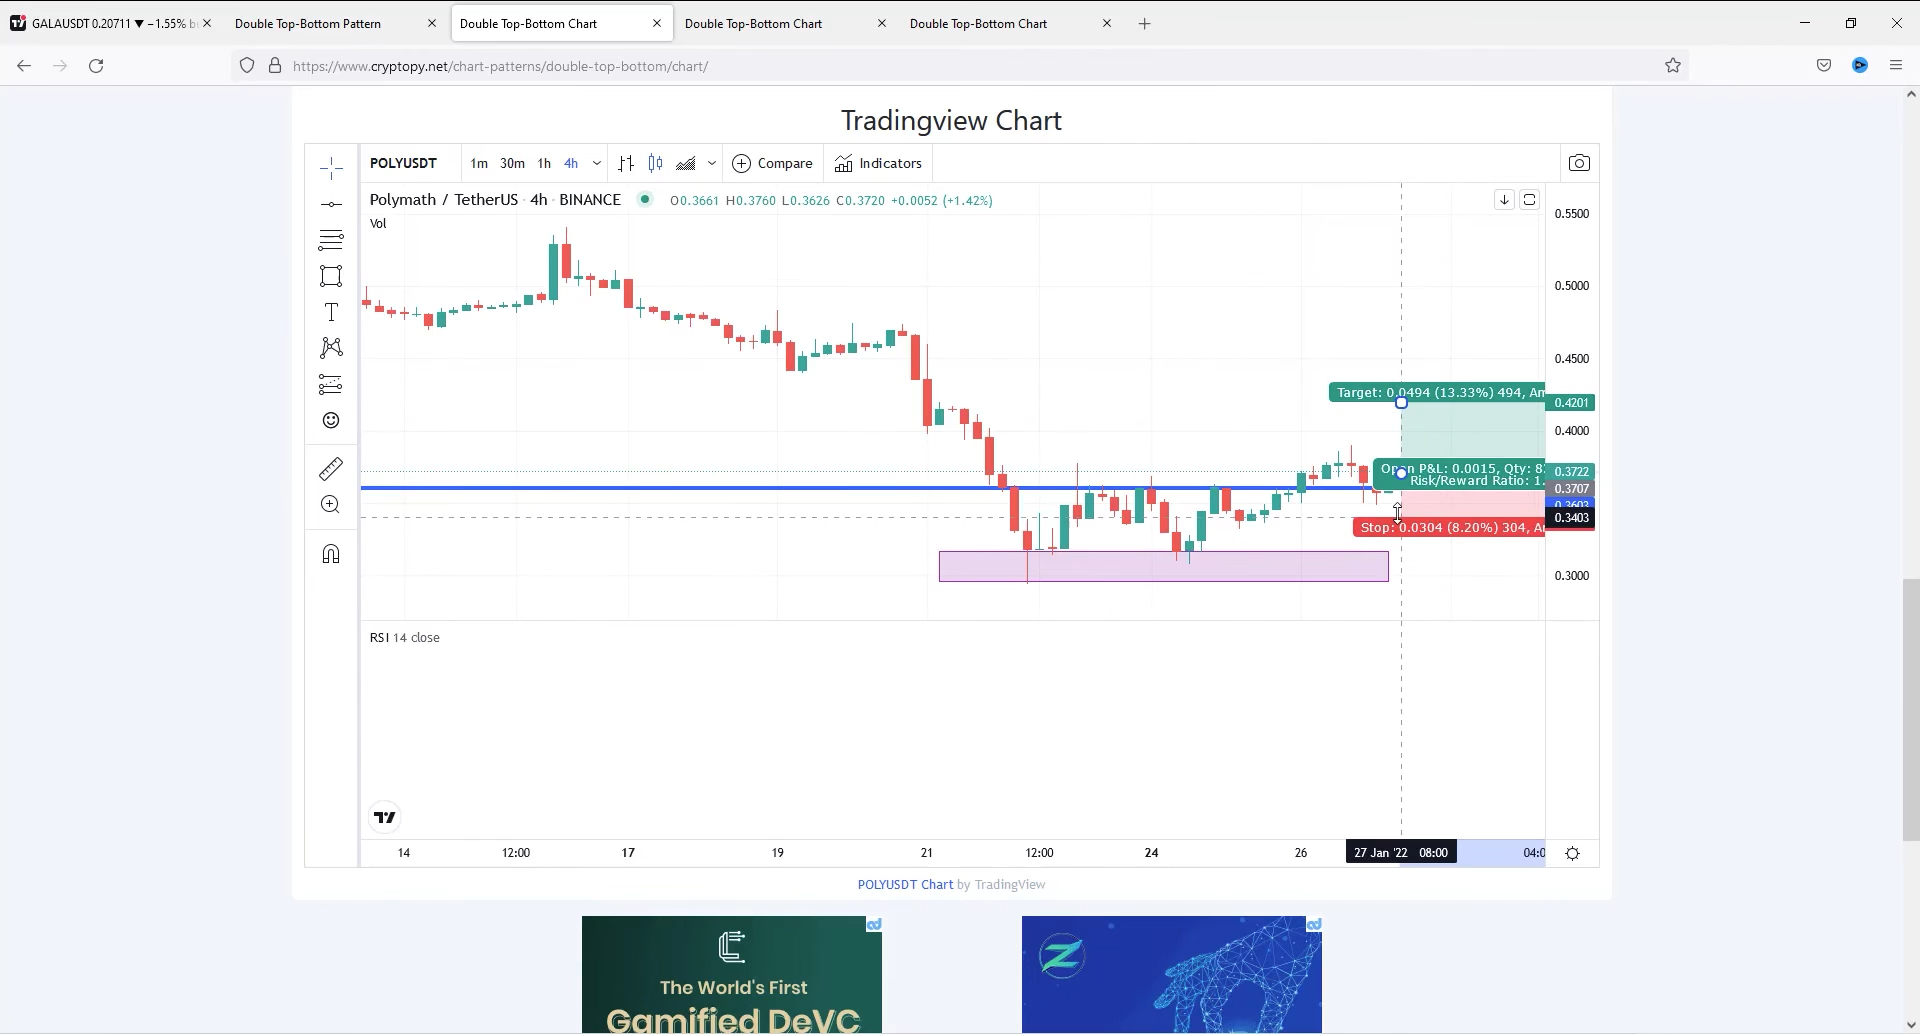 GALAUSDT 0.20711 ▼ −1.55%
Double Top-Bottom Pattern
Double Top-Bottom Chart
Double Top-Bottom Chart
Double Top-Bottom Chart
https://www.cryptopy.net/chart-patterns/double-top-bottom/chart/
Tradingview Chart
POLYUSDT
1m 30m 1h 4h
Compare
Indicators
Polymath / TetherUS · 4h · BINANCE
O0.3661 H0.3760 L0.3626 C0.3720 +0.0052 (+1.42%)
Vol
0.5500
0.5000
0.4500
Target: 0.0494 (13.33%) 494,
0.4201
0.4000
Open P&L: 0.0015, Qty:
Risk/Reward Ratio:
0.3722
0.3707
0.3403
Stop: 0.0304 (8.20%) 304,
0.3000
RSI 14 close
14 12:00 17 19 21 12:00 24 26 27 Jan '22 08:00
POLYUSDT Chart by TradingView
The World's First
Gamified DeVC